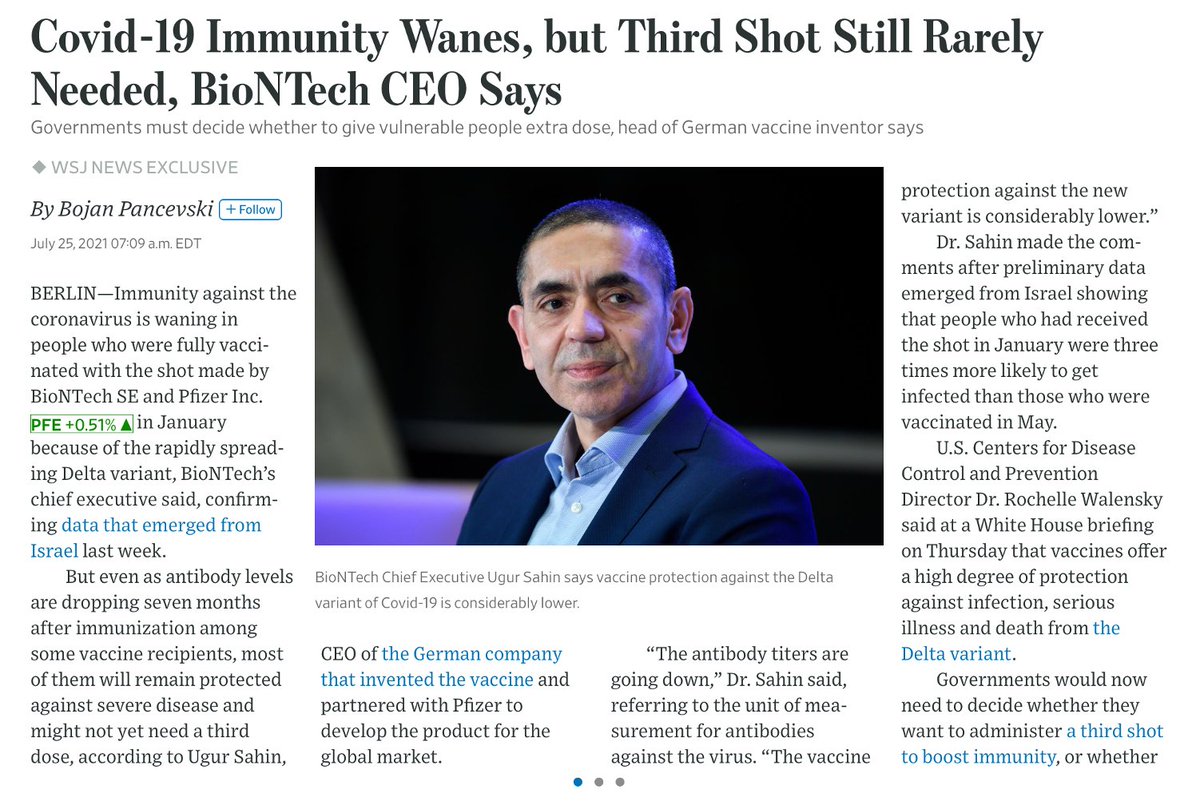 Covid-19 Immunity Wanes, but Third Shot Still Rarely
Needed, BioNTech CEO Says
Governments must decide whether to give vulnerable people extra dose, head of German vaccine inventor says
◆ WSJ NEWS EXCLUSIVE
By Bojan Pancevski + Follow
July 25, 2021 07:09 a.m. EDT
BERLIN—Immunity against the
coronavirus is waning in
people who were fully vacci-
nated with the shot made by
BioNTech SE and Pfizer Inc.
PFE +0.51% ▲ in January
because of the rapidly spread-
ing Delta variant, BioNTech’s
chief executive said, confirm-
ing data that emerged from
Israel last week.
But even as antibody levels
are dropping seven months
after immunization among
some vaccine recipients, most
of them will remain protected
against severe disease and
might not yet need a third
dose, according to Ugur Sahin,
BioNTech Chief Executive Ugur Sahin says vaccine protection against the Delta
variant of Covid-19 is considerably lower.
CEO of the German company
that invented the vaccine and
partnered with Pfizer to
develop the product for the
global market.
“The antibody titers are
going down,” Dr. Sahin said,
referring to the unit of mea-
surement for antibodies
against the virus. “The vaccine
protection against the new
variant is considerably lower.”
Dr. Sahin made the com-
ments after preliminary data
emerged from Israel showing
that people who had received
the shot in January were three
times more likely to get
infected than those who were
vaccinated in May.
U.S. Centers for Disease
Control and Prevention
Director Dr. Rochelle Walensky
said at a White House briefing
on Thursday that vaccines offer
a high degree of protection
against infection, serious
illness and death from the
Delta variant.
Governments would now
need to decide whether they
want to administer a third shot
to boost immunity, or whether